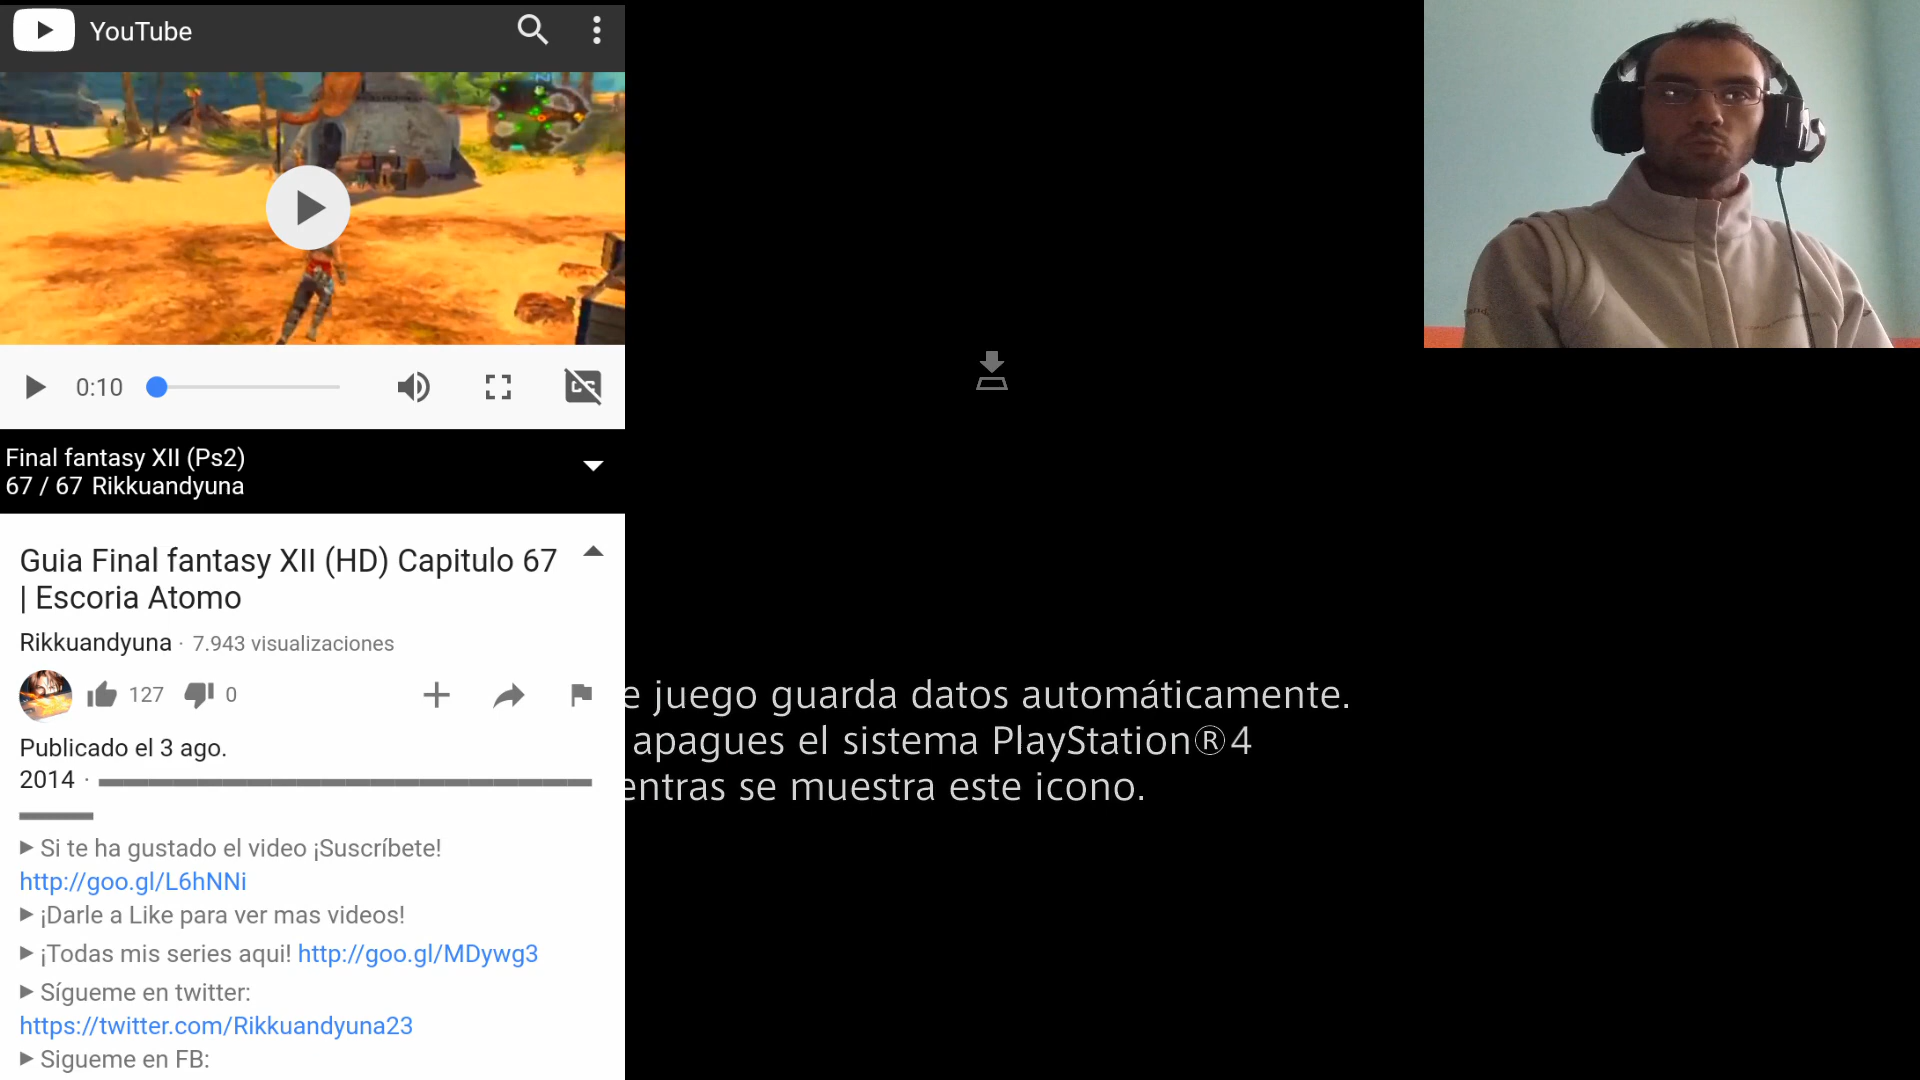 YouTube
0:10
Final fantasy XII (Ps2)
67 / 67 Rikkuandyuna
Guia Final fantasy XII (HD) Capitulo 67
| Escoria Atomo
Rikkuandyuna · 7.943 visualizaciones
127 0
Publicado el 3 ago.
2014 ·
▶ Si te ha gustado el video ¡Suscríbete!
http://goo.gl/L6hNNi
▶ ¡Darle a Like para ver mas videos!
▶ ¡Todas mis series aqui! http://goo.gl/MDywg3
▶ Sígueme en twitter:
https://twitter.com/Rikkuandyuna23
▶ Sigueme en FB:
e juego guarda datos automáticamente.
apagues el sistema PlayStation®4
entras se muestra este icono.